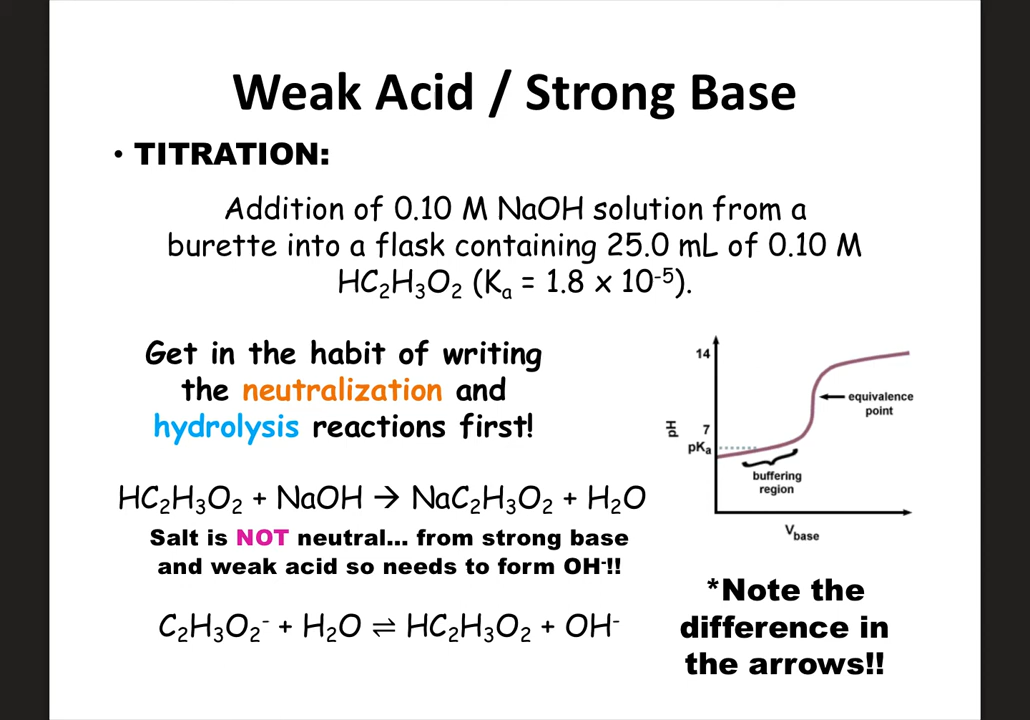 Weak Acid / Strong Base
• TITRATION:
Addition of 0.10 M NaOH solution from a
burette into a flask containing 25.0 mL of 0.10 M
HC₂H₃O₂ (Kₐ = 1.8 x 10⁻⁵).
Get in the habit of writing
the neutralization and
hydrolysis reactions first!
HC₂H₃O₂ + NaOH → NaC₂H₃O₂ + H₂O
Salt is NOT neutral... from strong base
and weak acid so needs to form OH⁻!!
C₂H₃O₂⁻ + H₂O ⇌ HC₂H₃O₂ + OH⁻
14
7
pKₐ
pH
equivalence
point
buffering
region
V base
*Note the
difference in
the arrows!!